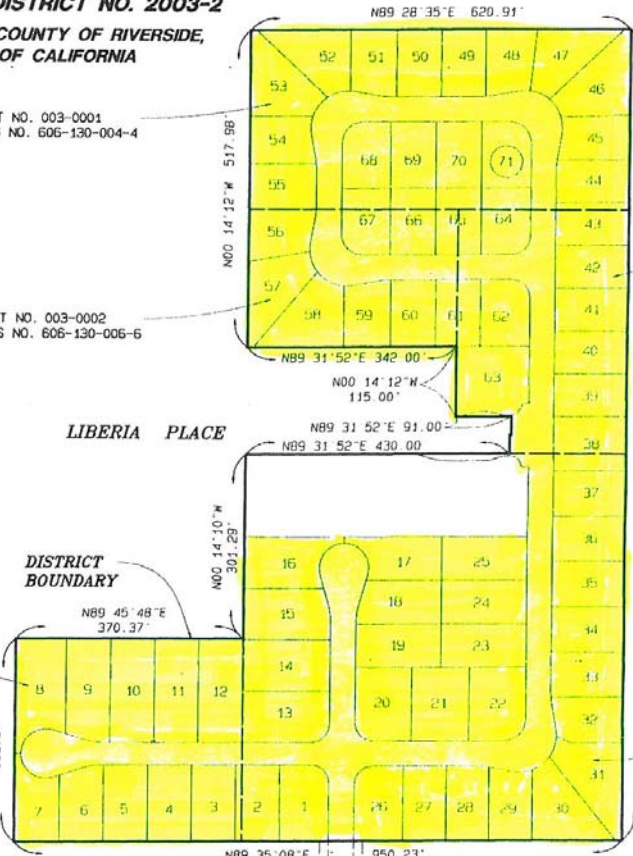 DISTRICT NO. 2003-2
COUNTY OF RIVERSIDE,
OF CALIFORNIA
N89 28'35"E 620.91'
T NO. 003-0001
S NO. 606-130-004-4
N00 14'12"W 517.98'
52 51 50 49 48 47
53 46
54 45
55 44
68 69 70 71
67 66 65 64
56 43
57 42
58 59 60 61 62
41
40
T NO. 003-0002
S NO. 606-130-006-6
N89 31'52"E 342.00'
N00 14'12"W
115.00'
63
39
N89 31'52"E 91.00'
LIBERIA PLACE
N89 31'52"E 430.00
38
37
N00 14'10"W
301.29'
DISTRICT
BOUNDARY
N89 45'48"E
370.37'
16 17 25 36
15 18 24 35
14 19 23 34
8 9 10 11 12
33
13 20 21 22 32
31
7 6 5 4 3 2 1 26 27 28 29 30
N89 35'08"E 950.23'